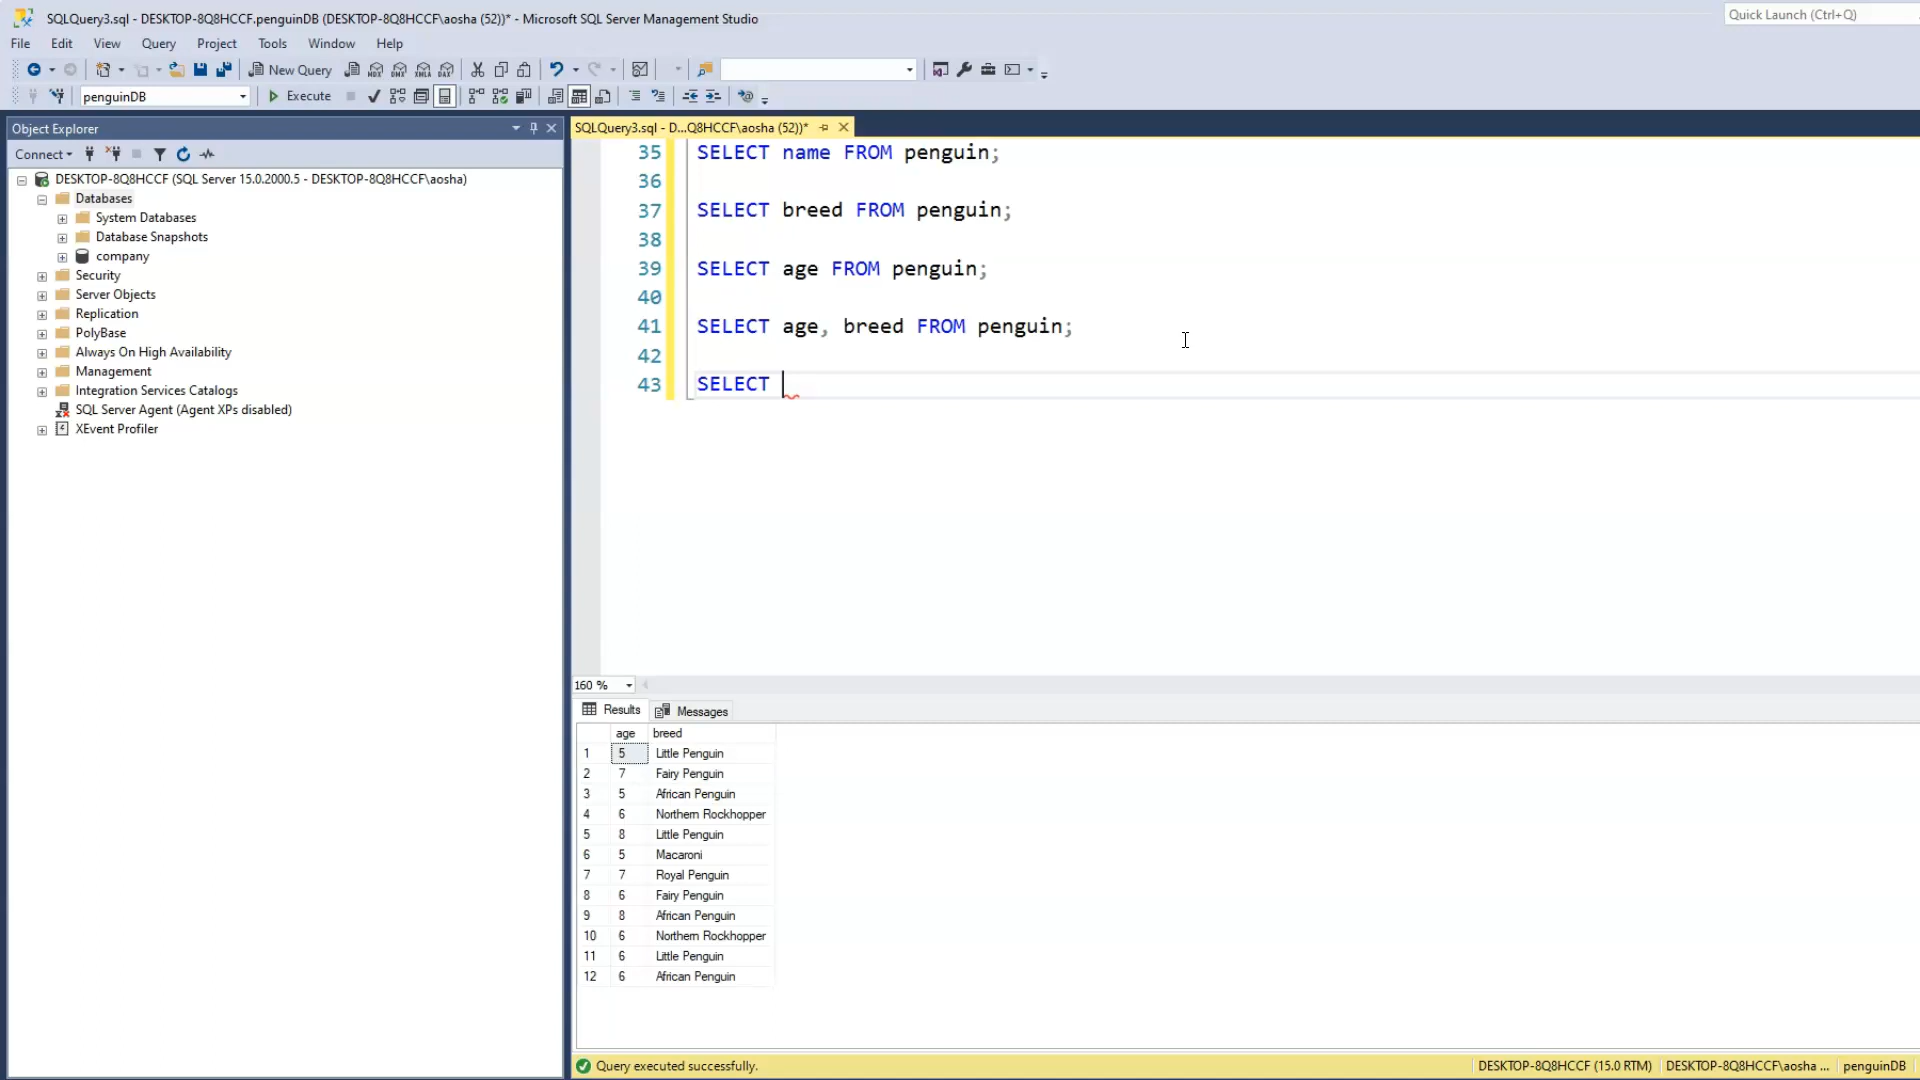 SQLQuery3.sql - DESKTOP-8Q8HCCF.penguinDB (DESKTOP-8Q8HCCF\aosha (52))* - Microsoft SQL Server Management Studio
Quick Launch (Ctrl+Q)
File Edit View Query Project Tools Window Help
New Query
penguinDB Execute
Object Explorer
Connect
DESKTOP-8Q8HCCF (SQL Server 15.0.2000.5 - DESKTOP-8Q8HCCF\aosha)
Databases
System Databases
Database Snapshots
company
Security
Server Objects
Replication
PolyBase
Always On High Availability
Management
Integration Services Catalogs
SQL Server Agent (Agent XPs disabled)
XEvent Profiler
SQLQuery3.sql - D...Q8HCCF\aosha (52))*
35 SELECT name FROM penguin;
36
37 SELECT breed FROM penguin;
38
39 SELECT age FROM penguin;
40
41 SELECT age, breed FROM penguin;
42
43 SELECT
160 %
Results Messages
age breed
1 5 Little Penguin
2 7 Fairy Penguin
3 5 African Penguin
4 6 Northern Rockhopper
5 8 Little Penguin
6 5 Macaroni
7 7 Royal Penguin
8 6 Fairy Penguin
9 8 African Penguin
10 6 Northern Rockhopper
11 6 Little Penguin
12 6 African Penguin
Query executed successfully.
DESKTOP-8Q8HCCF (15.0 RTM) DESKTOP-8Q8HCCF\aosha ... penguinDB